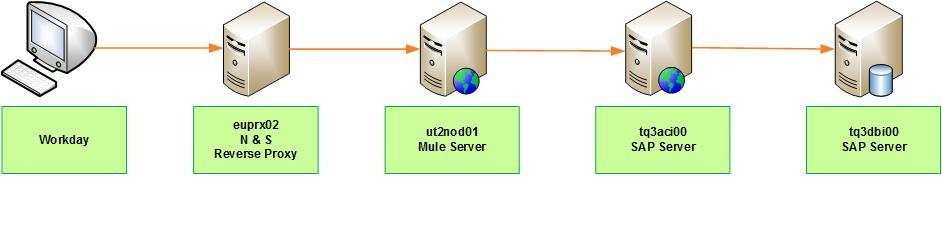 Workday
euprx02
N & S
Reverse Proxy
ut2nod01
Mule Server
tq3aci00
SAP Server
tq3dbi00
SAP Server